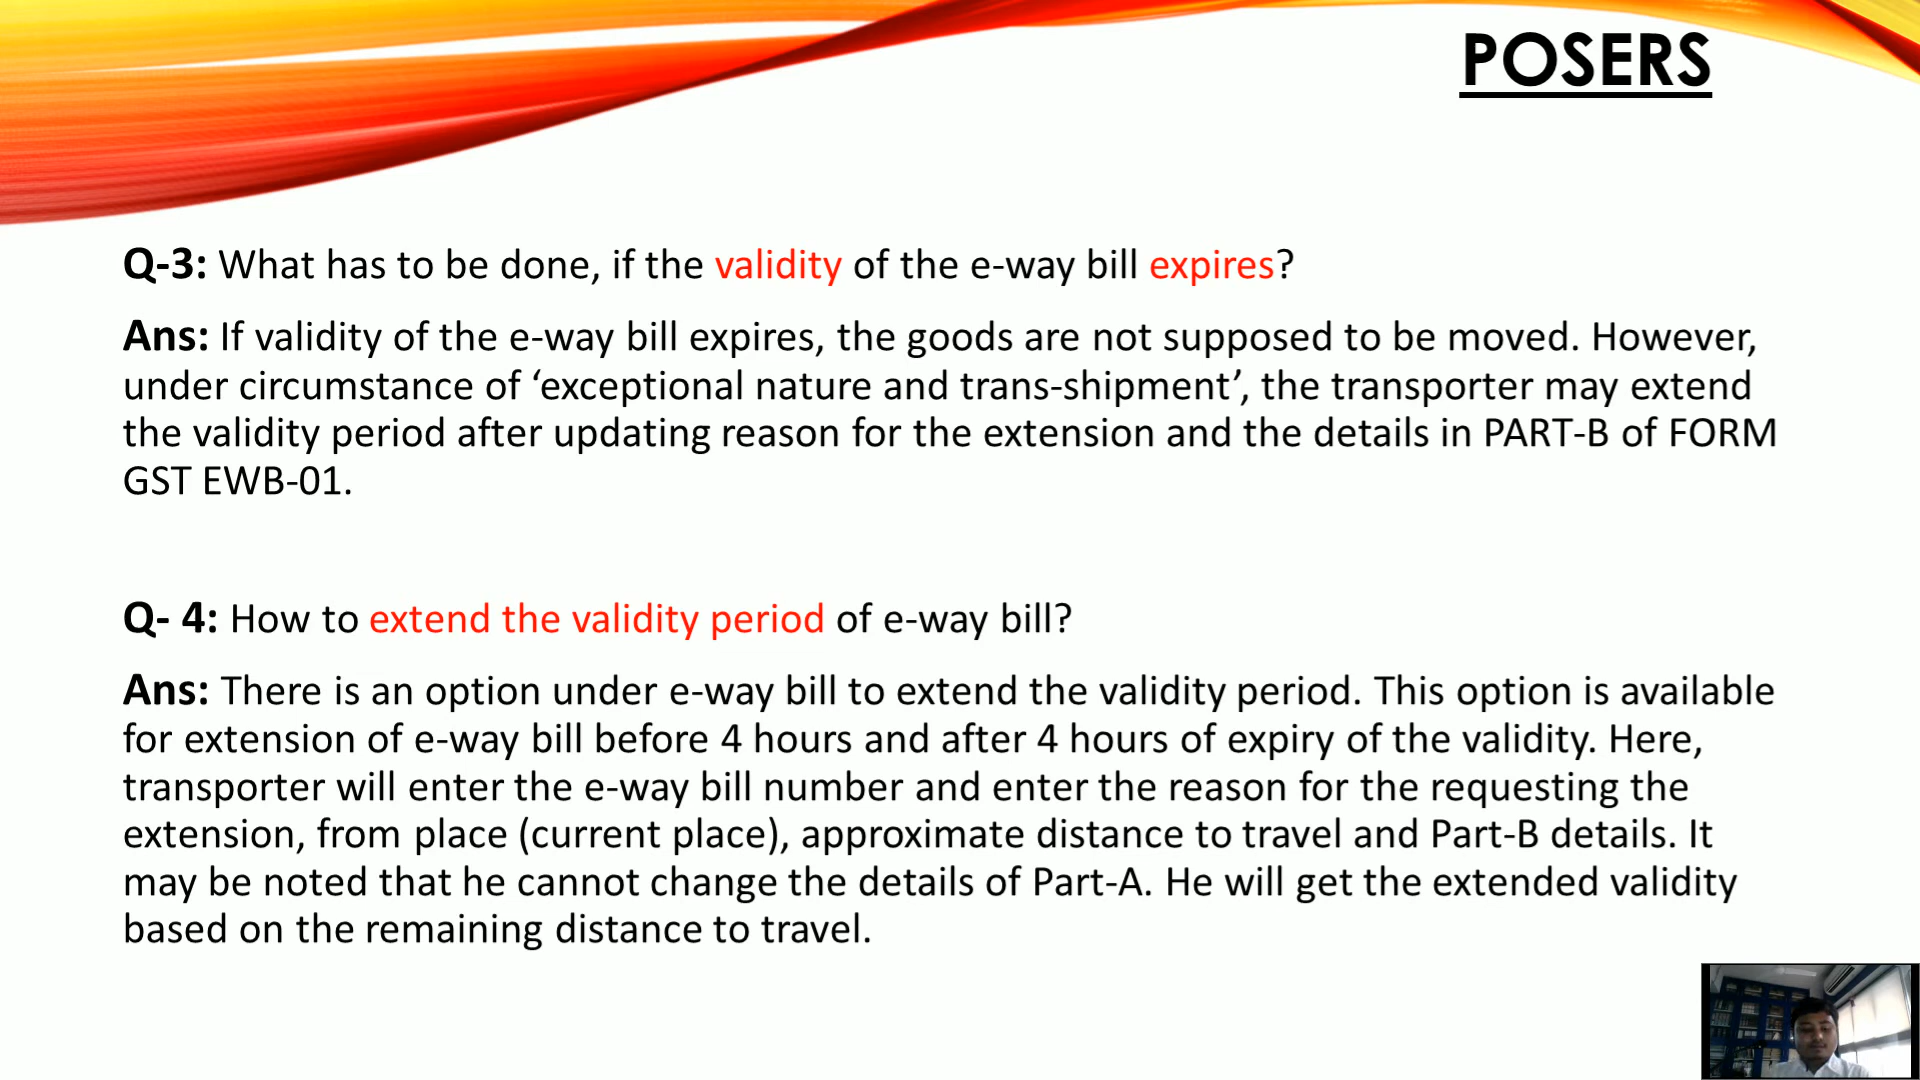 POSERS
Q-3: What has to be done, if the validity of the e-way bill expires?
Ans: If validity of the e-way bill expires, the goods are not supposed to be moved. However,
under circumstance of ‘exceptional nature and trans-shipment’, the transporter may extend
the validity period after updating reason for the extension and the details in PART-B of FORM
GST EWB-01.
Q- 4: How to extend the validity period of e-way bill?
Ans: There is an option under e-way bill to extend the validity period. This option is available
for extension of e-way bill before 4 hours and after 4 hours of expiry of the validity. Here,
transporter will enter the e-way bill number and enter the reason for the requesting the
extension, from place (current place), approximate distance to travel and Part-B details. It
may be noted that he cannot change the details of Part-A. He will get the extended validity
based on the remaining distance to travel.